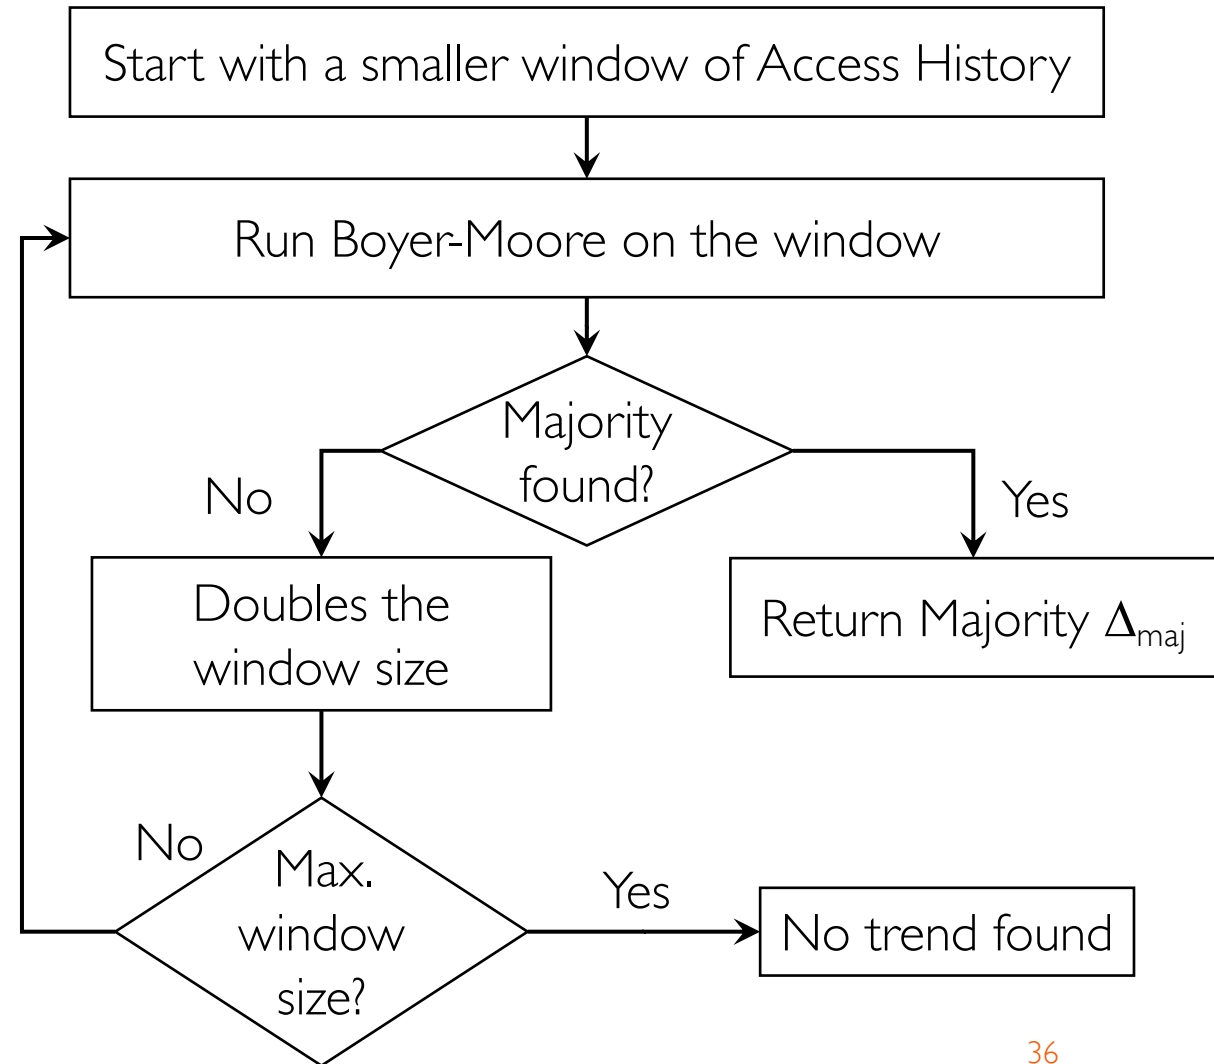 Start with a smaller window of Access History
Run Boyer-Moore on the window
Majority
found?
No
Yes
Doubles the
window size
Return Majority Δmaj
No
Max.
window
size?
Yes
No trend found
36